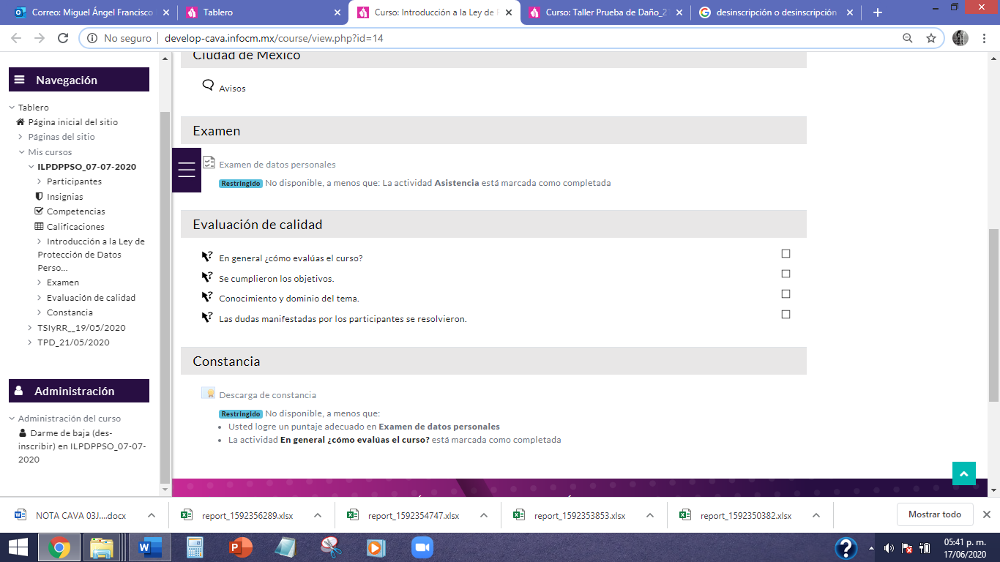 Correo: Miguel Ángel Francisco
Tablero
Curso: Introducción a la Ley de P
Curso: Taller Prueba de Daño_2
desinscripción o desinscripción
No seguro
develop-cava.infocm.mx/course/view.php?id=14
Navegación
Tablero
Página inicial del sitio
Páginas del sitio
Mis cursos
ILPDPPSO_07-07-2020
Participantes
Insignias
Competencias
Calificaciones
Introducción a la Ley de
Protección de Datos
Perso...
Examen
Evaluación de calidad
Constancia
TSIyRR__19/05/2020
TPD_21/05/2020
Administración
Administración del curso
Darme de baja (des-
inscribir) en ILPDPPSO_07-07-
2020
Ciudad de México
Avisos
Examen
Examen de datos personales
Restringido No disponible, a menos que: La actividad Asistencia está marcada como completada
Evaluación de calidad
En general ¿cómo evalúas el curso?
Se cumplieron los objetivos.
Conocimiento y dominio del tema.
Las dudas manifestadas por los participantes se resolvieron.
Constancia
Descarga de constancia
Restringido No disponible, a menos que:
Usted logre un puntaje adecuado en Examen de datos personales
La actividad En general ¿cómo evalúas el curso? está marcada como completada
NOTA CAVA 03J....docx
report_1592356289.xlsx
report_1592354747.xlsx
report_1592353853.xlsx
report_1592350382.xlsx
Mostrar todo
05:41 p. m.
17/06/2020